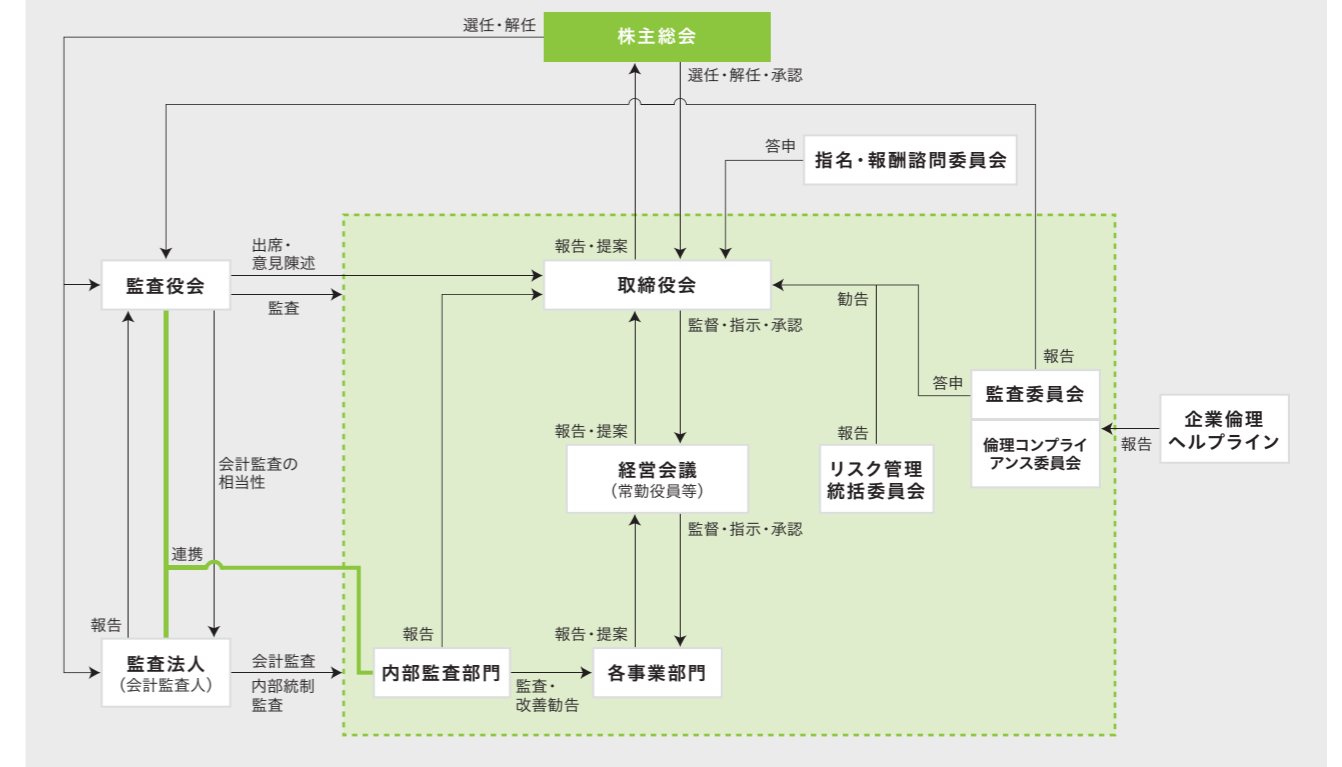 選任・解任
株主総会
選任・解任・承認
答申
指名・報酬諮問委員会
出席・
意見陳述
報告・提案
監査役会
取締役会
監査
勧告
監督・指示・承認
報告
答申
監査委員会
企業倫理
ヘルプライン
報告
倫理コンプライ
アンス委員会
報告・提案
報告
会計監査の
相当性
経営会議
(常勤役員等)
リスク管理
統括委員会
監督・指示・承認
連携
報告
報告
報告・提案
監査法人
(会計監査人)
会計監査
内部統制
監査
内部監査部門
監査・
改善勧告
各事業部門